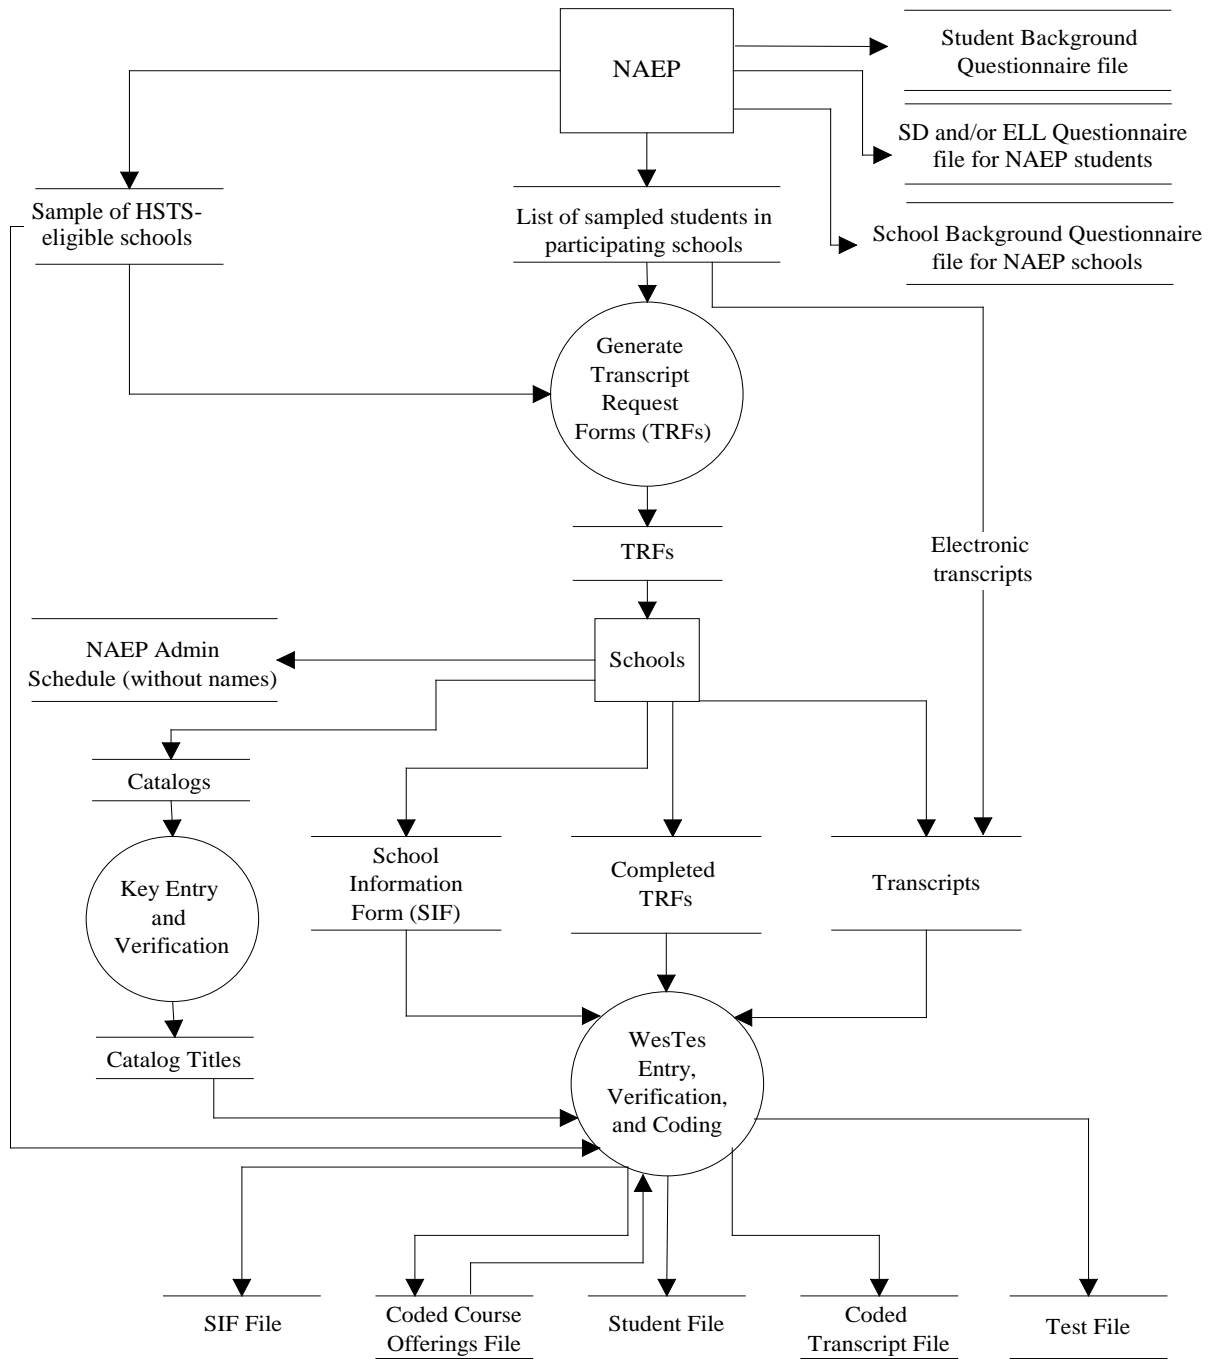 NAEP
Student Background
Questionnaire file
SD and/or ELL Questionnaire
file for NAEP students
School Background Questionnaire
file for NAEP schools
Sample of HSTS-
eligible schools
List of sampled students in
participating schools
Generate
Transcript
Request
Forms (TRFs)
TRFs
Electronic
transcripts
Schools
NAEP Admin
Schedule (without names)
Catalogs
Key Entry
and
Verification
School
Information
Form (SIF)
Completed
TRFs
Transcripts
Catalog Titles
WesTes
Entry,
Verification,
and Coding
SIF File
Coded Course
Offerings File
Student File
Coded
Transcript File
Test File